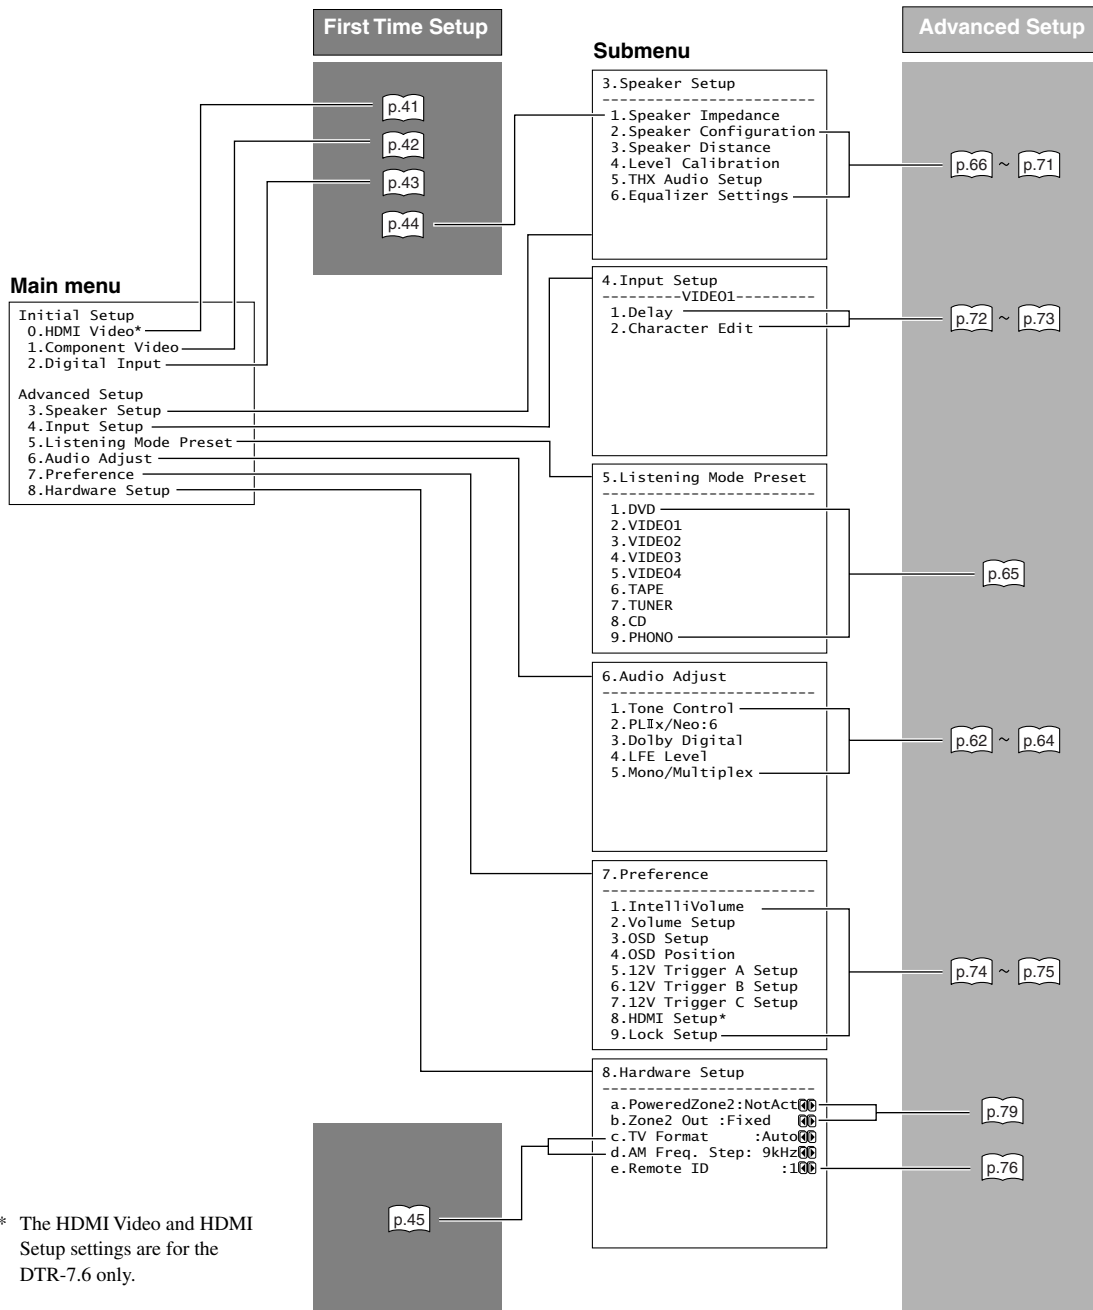 First Time Setup
Advanced Setup
Submenu
p.41
p.42
p.43
p.44
Main menu
Initial Setup
0.HDMI Video*
1.Component Video
2.Digital Input
Advanced Setup
3.Speaker Setup
4.Input Setup
5.Listening Mode Preset
6.Audio Adjust
7.Preference
8.Hardware Setup
3.Speaker Setup
------------------------
1.Speaker Impedance
2.Speaker Configuration
3.Speaker Distance
4.Level Calibration
5.THX Audio Setup
6.Equalizer Settings
p.66 ~ p.71
4.Input Setup
---------VIDEO1---------
1.Delay
2.Character Edit
p.72 ~ p.73
5.Listening Mode Preset
------------------------
1.DVD
2.VIDEO1
3.VIDEO2
4.VIDEO3
5.VIDEO4
6.TAPE
7.TUNER
8.CD
9.PHONO
p.65
6.Audio Adjust
------------------------
1.Tone Control
2.PLⅡx/Neo:6
3.Dolby Digital
4.LFE Level
5.Mono/Multiplex
p.62 ~ p.64
7.Preference
------------------------
1.IntelliVolume
2.Volume Setup
3.OSD Setup
4.OSD Position
5.12V Trigger A Setup
6.12V Trigger B Setup
7.12V Trigger C Setup
8.HDMI Setup*
9.Lock Setup
p.74 ~ p.75
8.Hardware Setup
------------------------
a.PoweredZone2:NotAct
b.Zone2 Out :Fixed
c.TV Format :Auto
d.AM Freq. Step: 9kHz
e.Remote ID :1
p.79
p.76
p.45
* The HDMI Video and HDMI
Setup settings are for the
DTR-7.6 only.